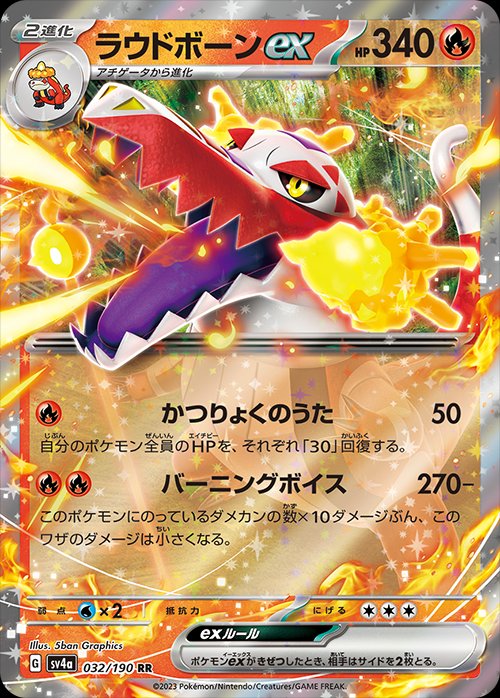 2進化 ラウドボーンex HP340
アチゲータから進化
かつりょくのうた 50
自分のポケモン全員のHPを、それぞれ「30」回復する。
バーニングボイス 270-
このポケモンにのっているダメカンの数×10ダメージぶん、この
ワザのダメージは小さくなる。
弱点 ×2 抵抗力 にげる
Illus. 5ban Graphics
exルール
G sv4a 032/190 RR
ポケモンexがきぜつしたとき、相手はサイドを2枚とる。
©2023 Pokémon/Nintendo/Creatures/GAME FREAK.